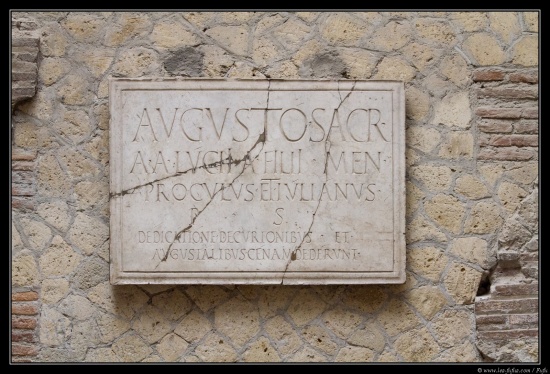 AVGVSTO SACR
A A LVCII A FILII MEN
PROCVLVS ET IVLIANVS
P S
DEDICATIONE DECVRIONIBVS ET
AVGVSTALIBVS CENAM DEDERVNT